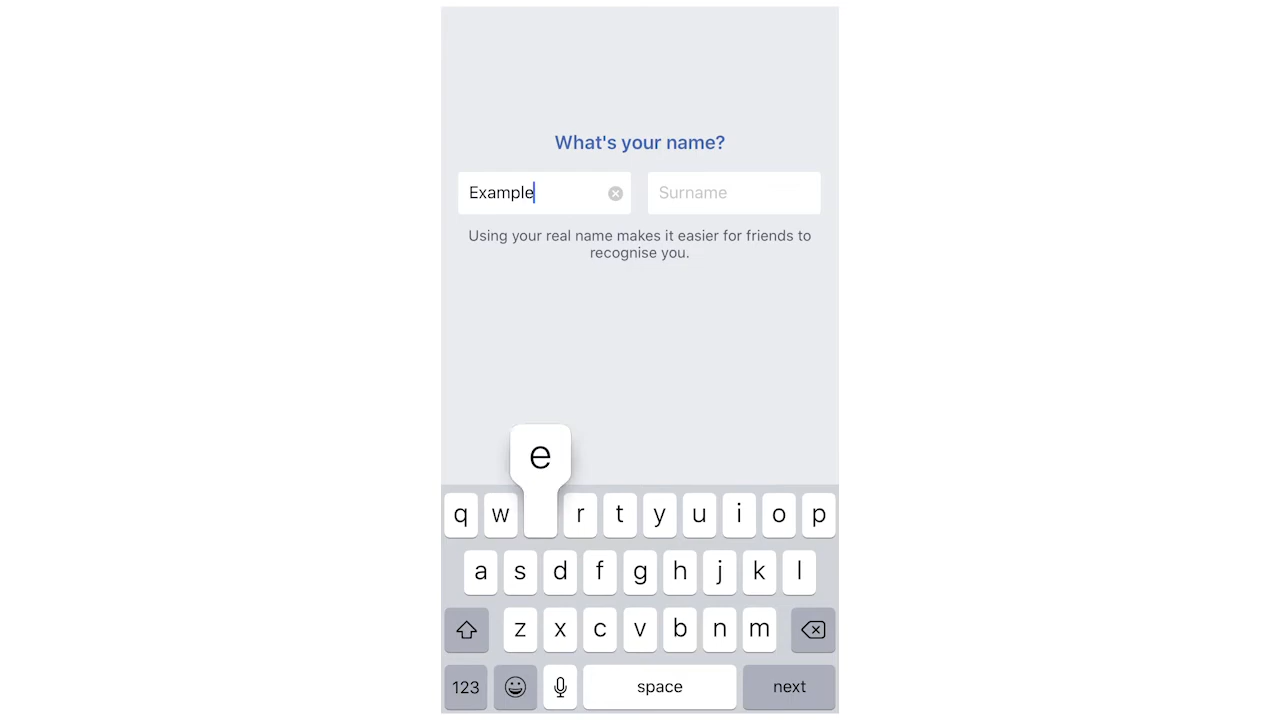 What's your name?
Example Surname
Using your real name makes it easier for friends to
recognise you.
e
q w r t y u i o p
a s d f g h j k l
z x c v b n m
123 space next